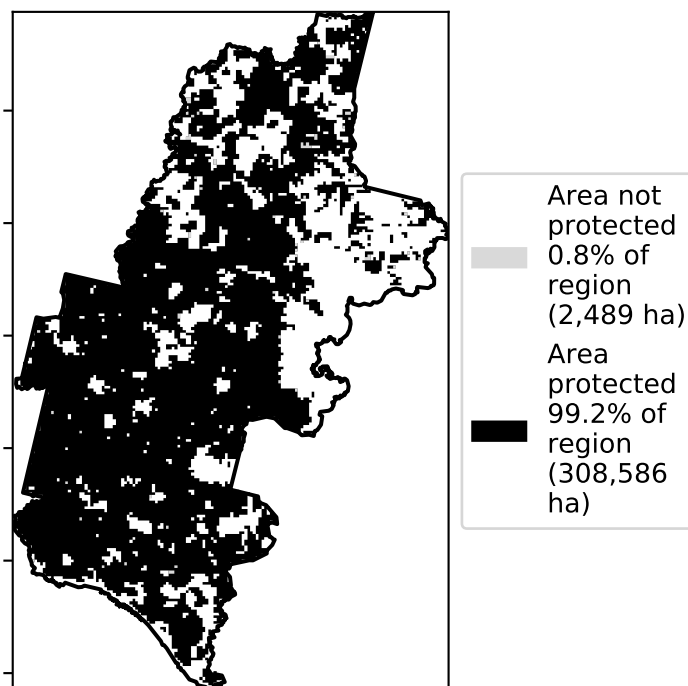 Area not
protected
0.8% of
region
(2,489 ha)
Area
protected
99.2% of
region
(308,586
ha)